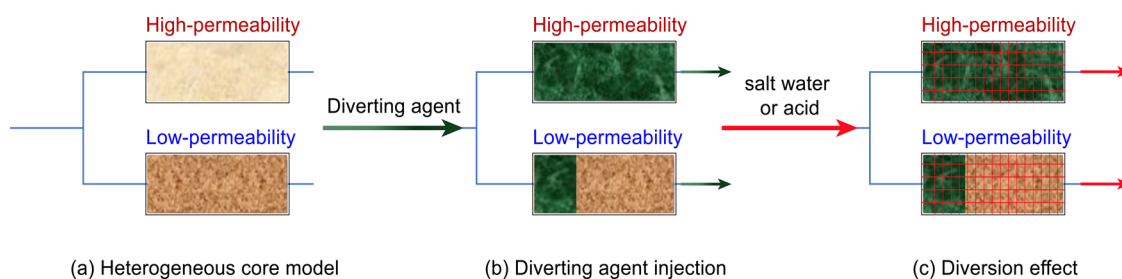 High-permeability
Low-permeability
(a) Heterogeneous core model
Diverting agent
High-permeability
Low-permeability
(b) Diverting agent injection
salt water
or acid
High-permeability
Low-permeability
(c) Diversion effect